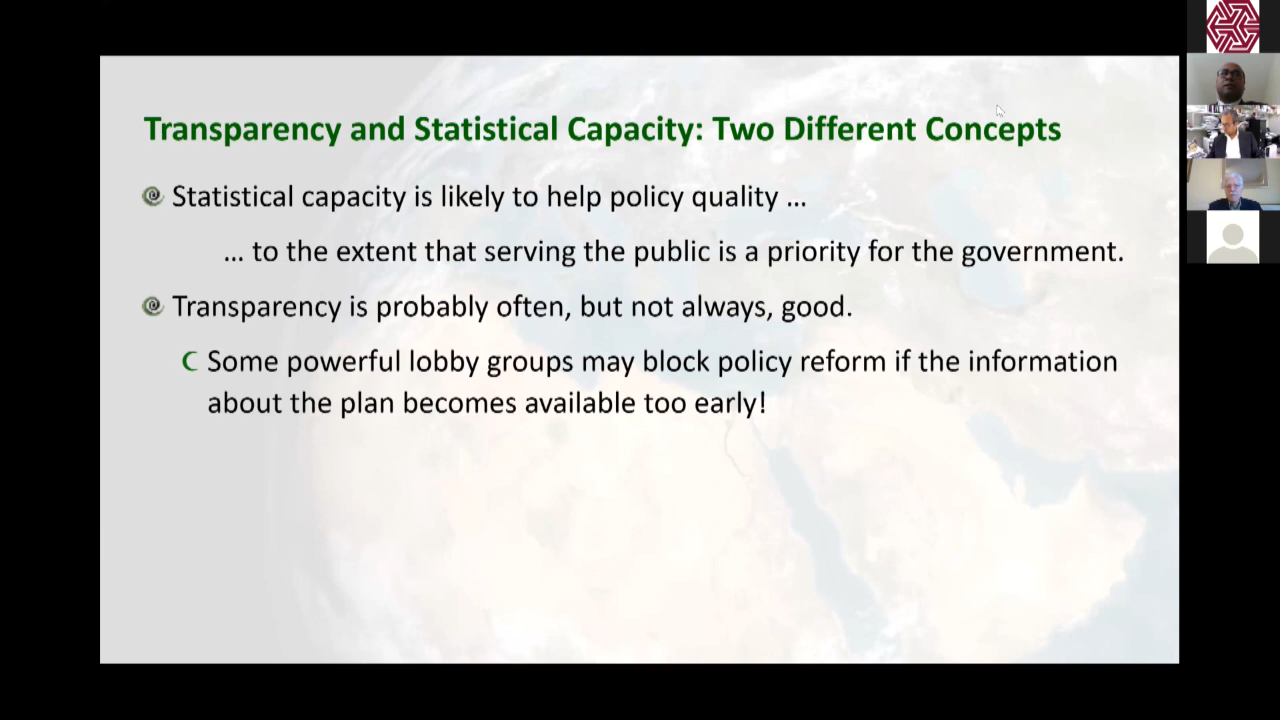 Transparency and Statistical Capacity: Two Different Concepts
Statistical capacity is likely to help policy quality ...
... to the extent that serving the public is a priority for the government.
Transparency is probably often, but not always, good.
Some powerful lobby groups may block policy reform if the information
about the plan becomes available too early!